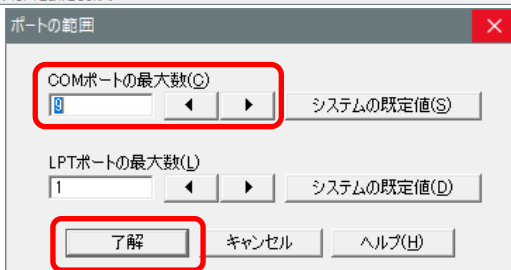 ポートの範囲
COMポートの最大数(C)
9
システムの既定値(S)
LPTポートの最大数(L)
1
システムの既定値(D)
了解
キャンセル
ヘルプ(H)